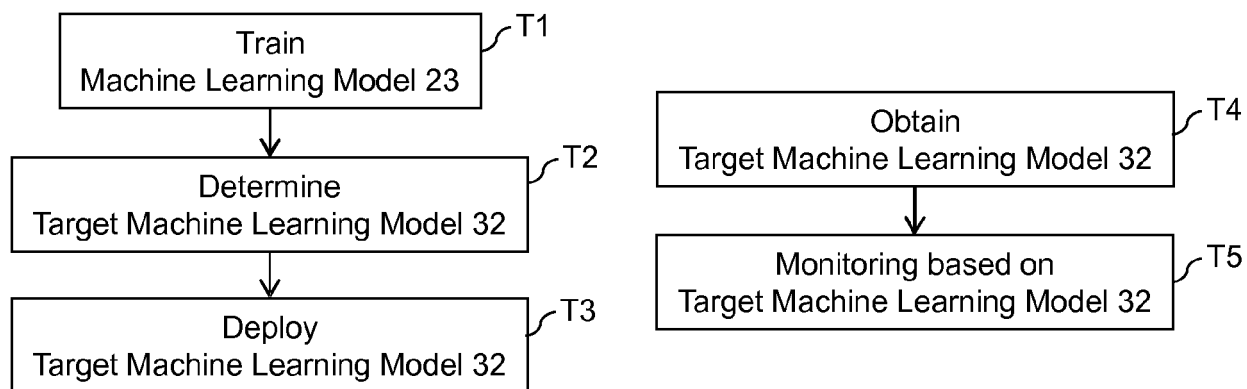 Train
Machine Learning Model 23
T1
Determine
Target Machine Learning Model 32
T2
Deploy
Target Machine Learning Model 32
T3
Obtain
Target Machine Learning Model 32
T4
Monitoring based on
Target Machine Learning Model 32
T5